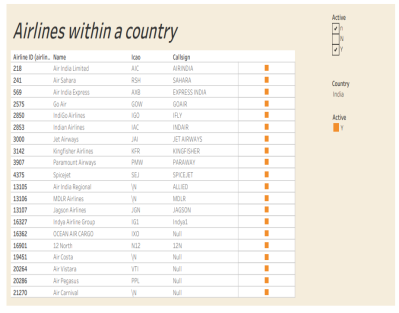 Airlines within a country
Airline ID (airlin.. Name Icao Callsign
218 Air India Limited AIC AIRINDIA
241 Air Sahara RSH SAHARA
569 Air India Express AXB EXPRESS INDIA
2575 Go Air GOW GOAIR
2850 IndiGo Airlines IGO IFLY
2853 Indian Airlines IAC INDAIR
3000 Jet Airways JAI JET AIRWAYS
3142 Kingfisher Airlines KFR KINGFISHER
3907 Paramount Airways PMW PARAWAY
4375 Spicejet SEJ SPICEJET
13105 Air India Regional \N ALLIED
13106 MDLR Airlines \N MDLR
13107 Jagson Airlines JGN JAGSON
16327 Indya Airline Group IG1 Indya1
16362 OCEAN AIR CARGO IX0 Null
16901 12 North N12 12N
19451 Air Costa \N Null
20264 Air Vistara VTI Null
20286 Air Pegasus PPL Null
21270 Air Carnival \N Null
Active
n
N
Y
Country
India
Active
Y